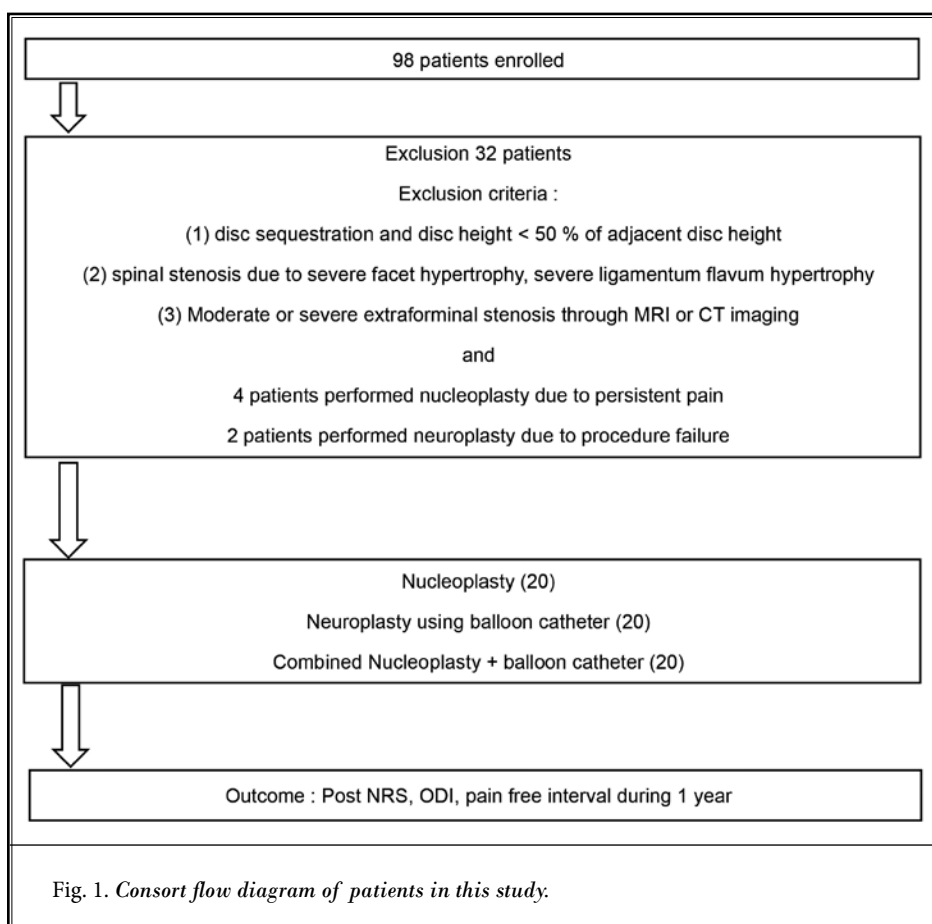 98 patients enrolled
Exclusion 32 patients
Exclusion criteria :
(1) disc sequestration and disc height < 50 % of adjacent disc height
(2) spinal stenosis due to severe facet hypertrophy, severe ligamentum flavum hypertrophy
(3) Moderate or severe extraforminal stenosis through MRI or CT imaging
and
4 patients performed nucleoplasty due to persistent pain
2 patients performed neuroplasty due to procedure failure
Nucleoplasty (20)
Neuroplasty using balloon catheter (20)
Combined Nucleoplasty + balloon catheter (20)
Outcome : Post NRS, ODI, pain free interval during 1 year
Fig. 1. Consort flow diagram of patients in this study.